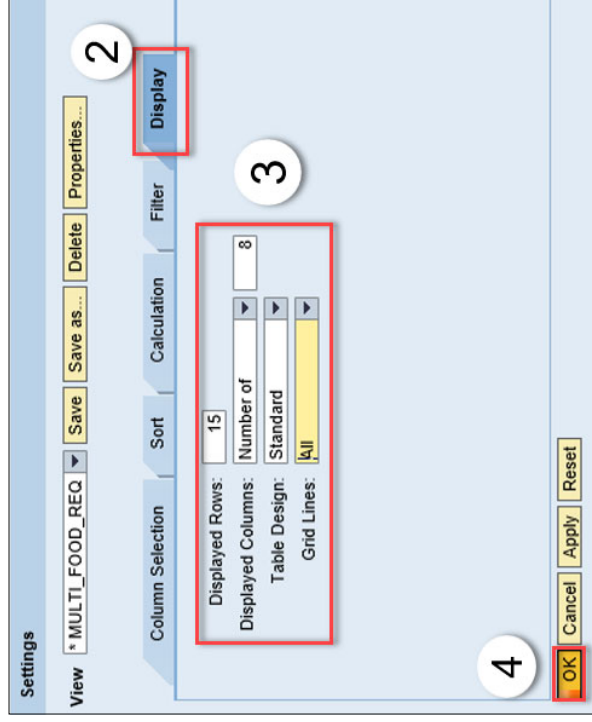 Settings
View * MULTI_FOOD_REQ Save Save as... Delete Properties...
2
Column Selection Sort Calculation Filter Display
3
Displayed Rows: 15
Displayed Columns: Number of 8
Table Design: Standard
Grid Lines: All
4
OK Cancel Apply Reset